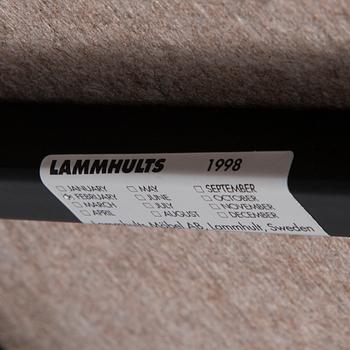 LAMMHULTS 1998
JANUARY MAY SEPTEMBER
FEBRUARY JUNE OCTOBER
MARCH JULY NOVEMBER
APRIL AUGUST DECEMBER
Lammhults Möbel AB, Lammhult, Sweden